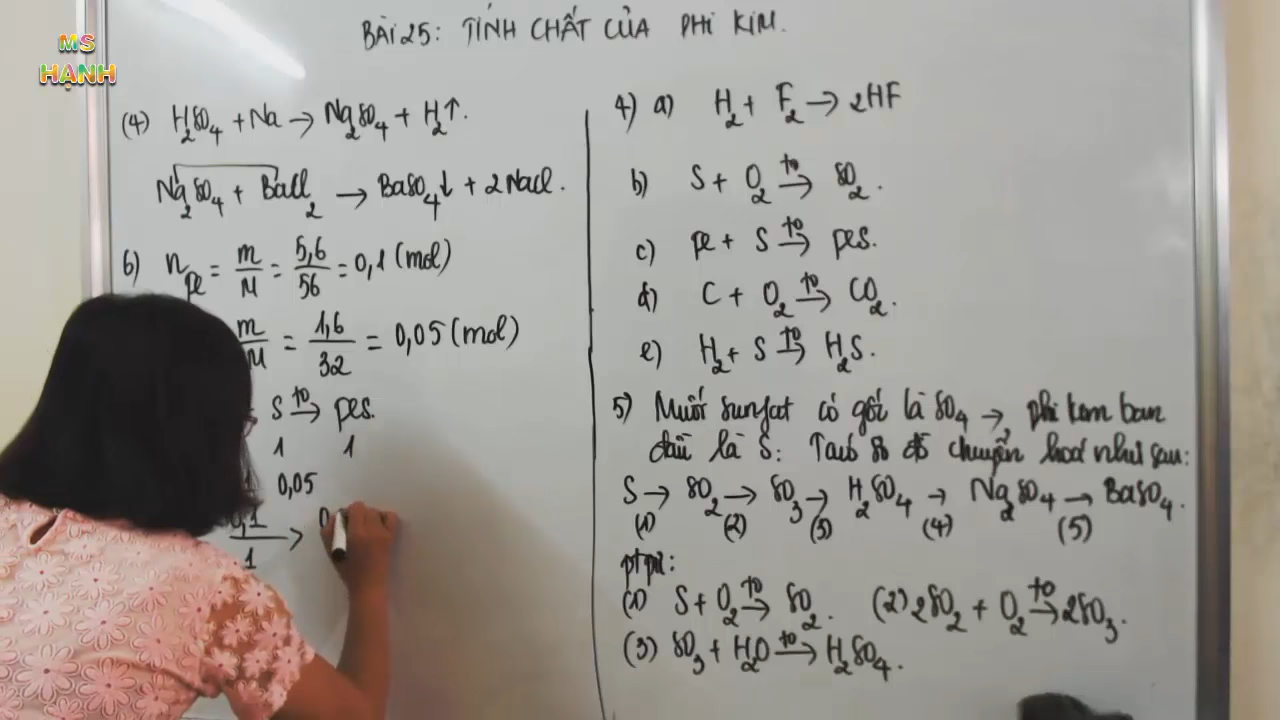 MS
HẠNH
BÀI 25: TÍNH CHẤT CỦA PHI KIM.
(4) H2SO4 + Na → Na2SO4 + H2↑.
Na2SO4 + BaCl2 → BaSO4↓ + 2NaCl.
6) nFe = m/M = 5,6/56 = 0,1 (mol)
m/M = 1,6/32 = 0,05 (mol)
S to→ FeS.
1 1
0,05
0,1/1 > 0
4) a) H2 + F2 → 2HF
b) S + O2 to→ SO2.
c) Fe + S to→ FeS.
d) C + O2 to→ CO2.
e) H2 + S to→ H2S.
5) Muối sunfat có gốc là SO4 →, phi kim ban
đầu là S: Ta có sơ đồ chuyển hoá như sau:
S → SO2 → SO3 → H2SO4 → Na2SO4 → BaSO4.
(1) (2) (3) (4) (5)
ptpư:
(1) S + O2 to→ SO2. (2) 2SO2 + O2 to→ 2SO3.
(3) SO3 + H2O to→ H2SO4.